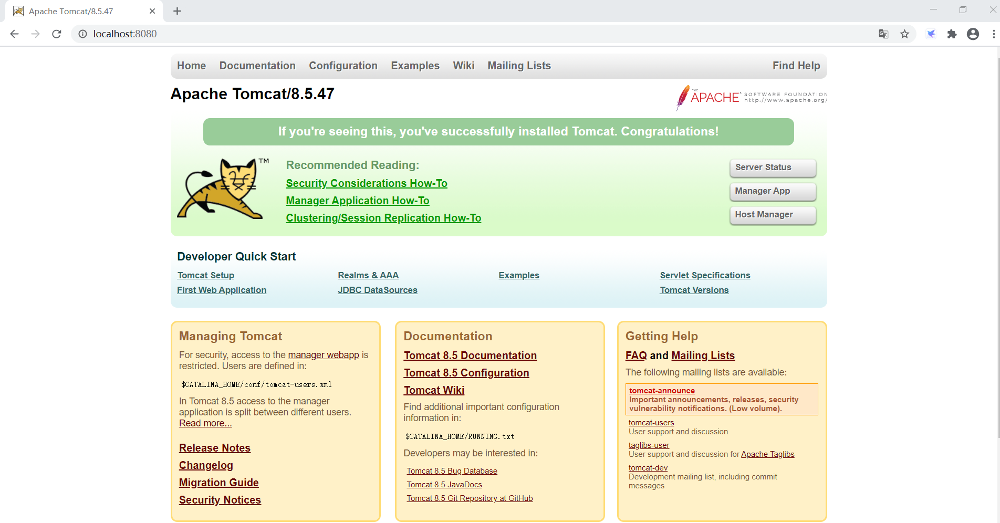 Apache Tomcat/8.5.47
localhost:8080
Home Documentation Configuration Examples Wiki Mailing Lists Find Help
Apache Tomcat/8.5.47
THE APACHE SOFTWARE FOUNDATION
http://www.apache.org/
If you're seeing this, you've successfully installed Tomcat. Congratulations!
TM
Recommended Reading:
Security Considerations How-To
Manager Application How-To
Clustering/Session Replication How-To
Server Status
Manager App
Host Manager
Developer Quick Start
Tomcat Setup
First Web Application
Realms & AAA
JDBC DataSources
Examples
Servlet Specifications
Tomcat Versions
Managing Tomcat
For security, access to the manager webapp is
restricted. Users are defined in:
$CATALINA_HOME/conf/tomcat-users.xml
In Tomcat 8.5 access to the manager
application is split between different users.
Read more...
Release Notes
Changelog
Migration Guide
Security Notices
Documentation
Tomcat 8.5 Documentation
Tomcat 8.5 Configuration
Tomcat Wiki
Find additional important configuration
information in:
$CATALINA_HOME/RUNNING.txt
Developers may be interested in:
Tomcat 8.5 Bug Database
Tomcat 8.5 JavaDocs
Tomcat 8.5 Git Repository at GitHub
Getting Help
FAQ and Mailing Lists
The following mailing lists are available:
tomcat-announce
Important announcements, releases, security
vulnerability notifications. (Low volume).
tomcat-users
User support and discussion
taglibs-user
User support and discussion for Apache Taglibs
tomcat-dev
Development mailing list, including commit
messages